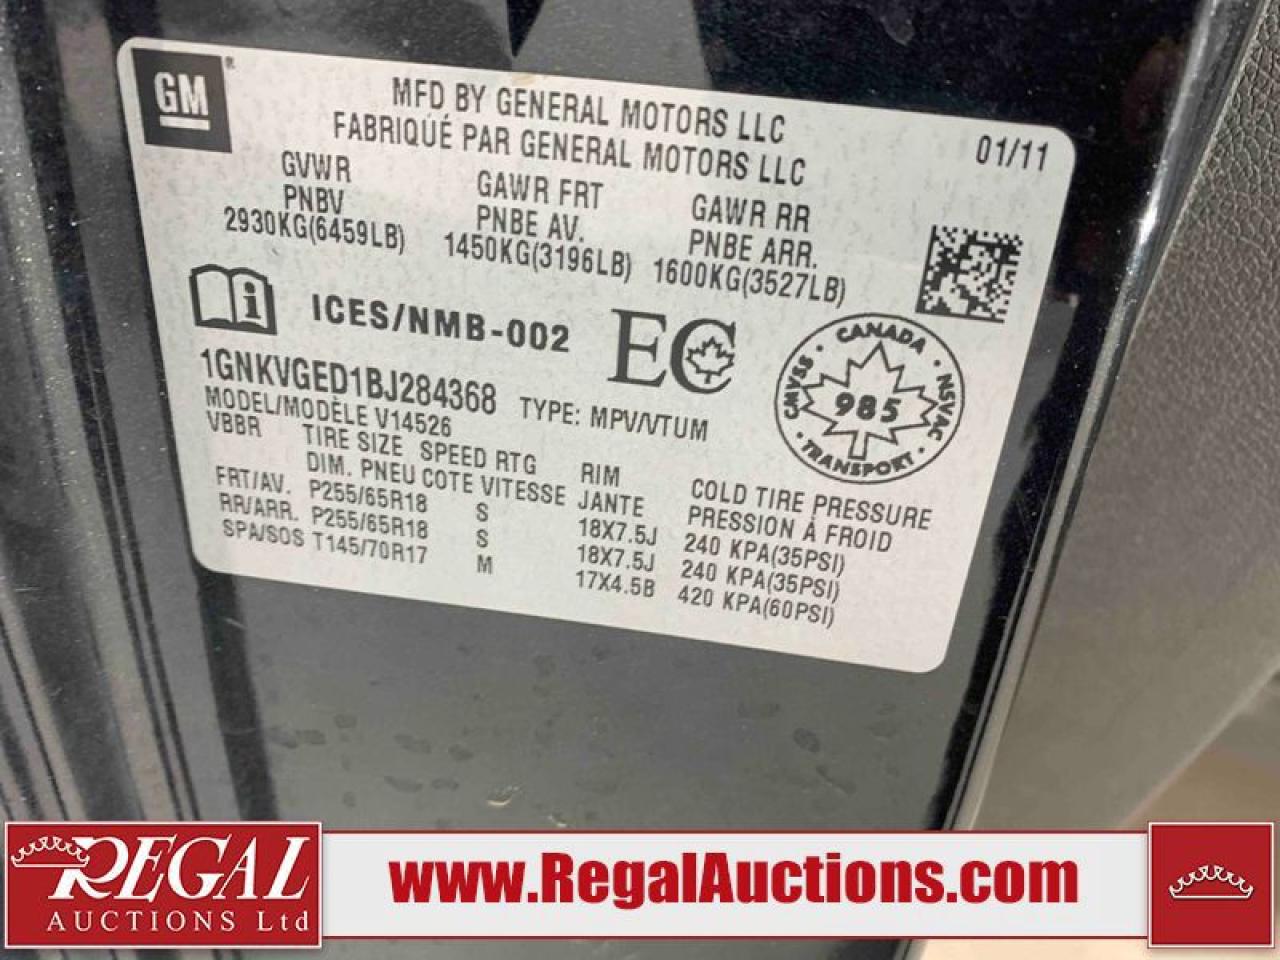 GM
MFD BY GENERAL MOTORS LLC
FABRIQUÉ PAR GENERAL MOTORS LLC
01/11
GVWR GAWR FRT GAWR RR
PNBV PNBE AV. PNBE ARR.
2930KG(6459LB) 1450KG(3196LB) 1600KG(3527LB)
ICES/NMB-002 EC
CANADA
CMVSS 985 NSVAC
TRANSPORT
1GNKVGED1BJ284368 TYPE: MPV/VTUM
MODEL/MODÈLE V14526
VBBR TIRE SIZE SPEED RTG RIM COLD TIRE PRESSURE
DIM. PNEU COTE VITESSE JANTE PRESSION À FROID
FRT/AV. P255/65R18 S 18X7.5J 240 KPA(35PSI)
RR/ARR. P255/65R18 S 18X7.5J 240 KPA(35PSI)
SPA/SOS T145/70R17 M 17X4.5B 420 KPA(60PSI)
REGAL
AUCTIONS Ltd
www.RegalAuctions.com